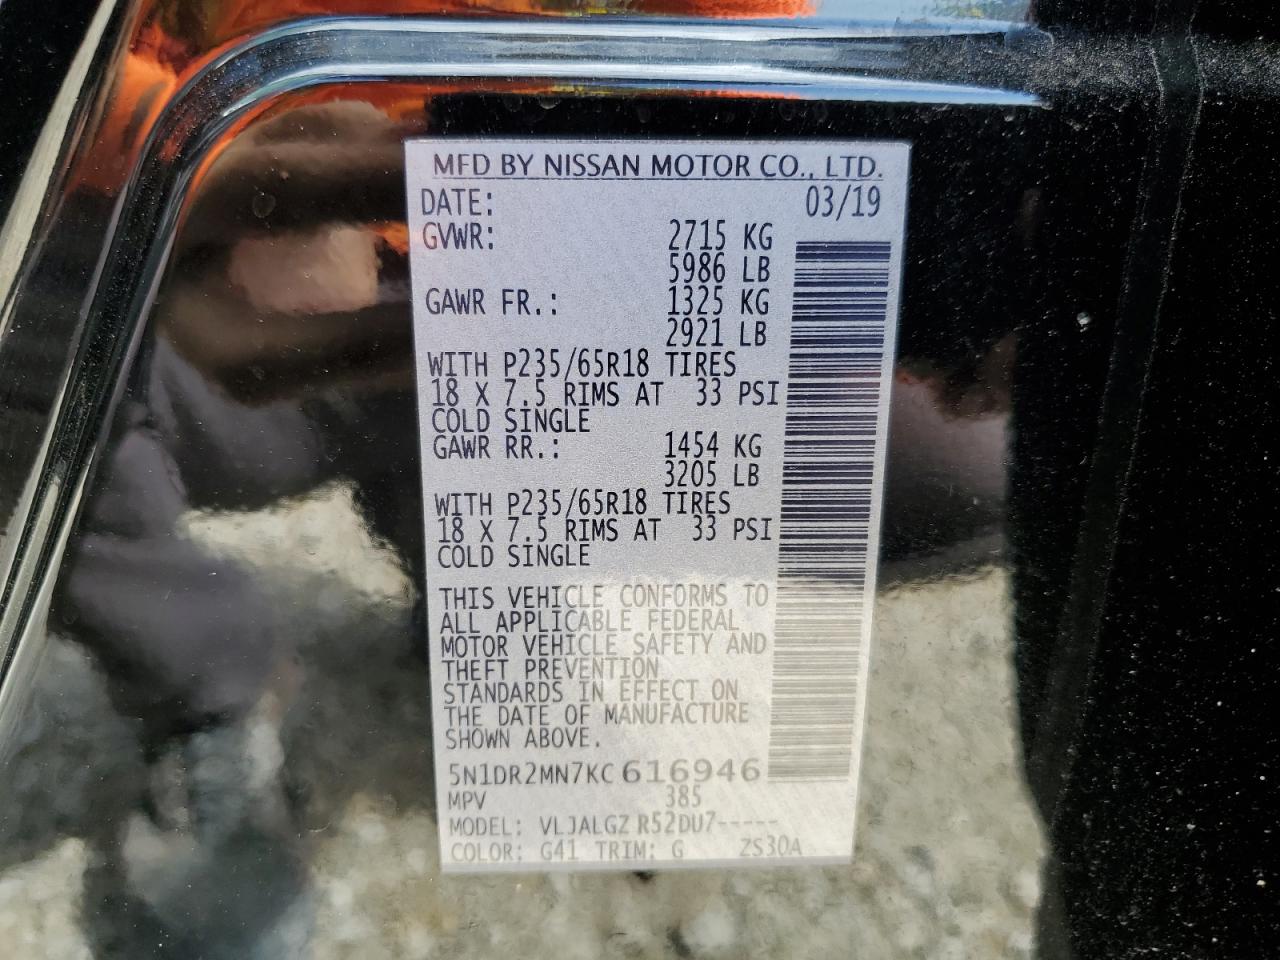 MFD BY NISSAN MOTOR CO., LTD.
DATE: 03/19
GVWR: 2715 KG
5986 LB
GAWR FR.: 1325 KG
2921 LB
WITH P235/65R18 TIRES
18 X 7.5 RIMS AT 33 PSI
COLD SINGLE
GAWR RR.: 1454 KG
3205 LB
WITH P235/65R18 TIRES
18 X 7.5 RIMS AT 33 PSI
COLD SINGLE
THIS VEHICLE CONFORMS TO
ALL APPLICABLE FEDERAL
MOTOR VEHICLE SAFETY AND
THEFT PREVENTION
STANDARDS IN EFFECT ON
THE DATE OF MANUFACTURE
SHOWN ABOVE.
5N1DR2MN7KC616946
MPV 385
MODEL: VLJALGZ R52DU7-----
COLOR: G41 TRIM: G ZS30A